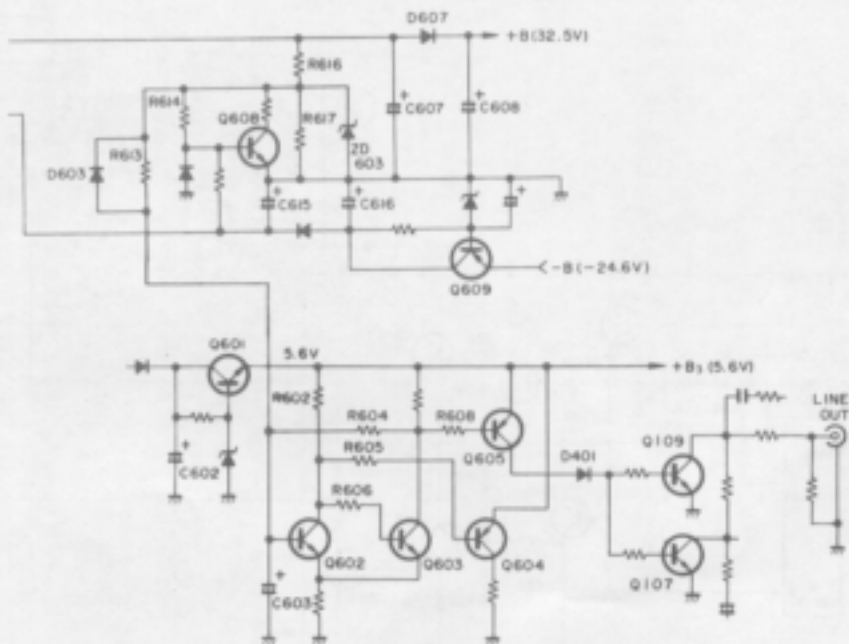 D607
+B (32.5V)
R616
R614
Q608
R617
C607
C608
ZD
603
D603
R613
C615
C616
-B (-24.6V)
Q609
Q601
5.6V
+B₃ (5.6V)
R602
R604
R608
LINE
OUT
Q109
Q605
D401
R605
C602
R606
Q602
Q603
Q604
Q107
C603